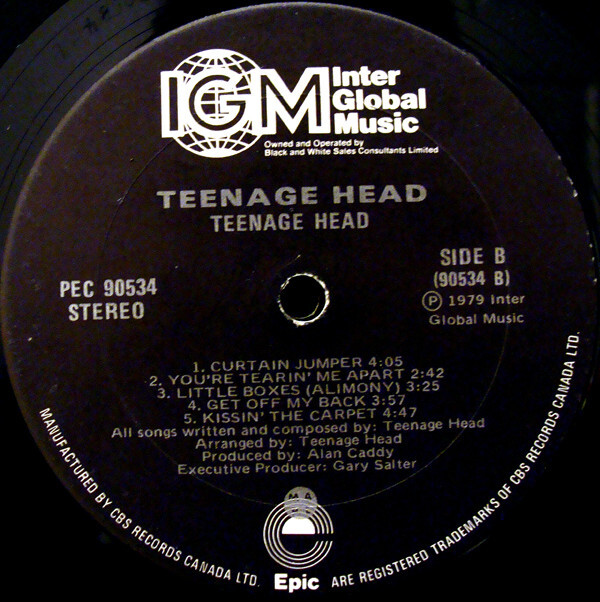 IGM Inter
Global
Music
Owned and Operated by
Black and White Sales Consultants Limited
TEENAGE HEAD
TEENAGE HEAD
PEC 90534
STEREO
SIDE B
(90534 B)
Ⓟ 1979 Inter
Global Music
1. CURTAIN JUMPER 4:05
2. YOU'RE TEARIN' ME APART 2:42
3. LITTLE BOXES (ALIMONY) 3:25
4. GET OFF MY BACK 3:57
5. KISSIN' THE CARPET 4:47
All songs written and composed by: Teenage Head
Arranged by: Teenage Head
Produced by: Alan Caddy
Executive Producer: Gary Salter
M A
MANUFACTURED BY CBS RECORDS CANADA LTD. Epic ARE REGISTERED TRADEMARKS OF CBS RECORDS CANADA LTD.